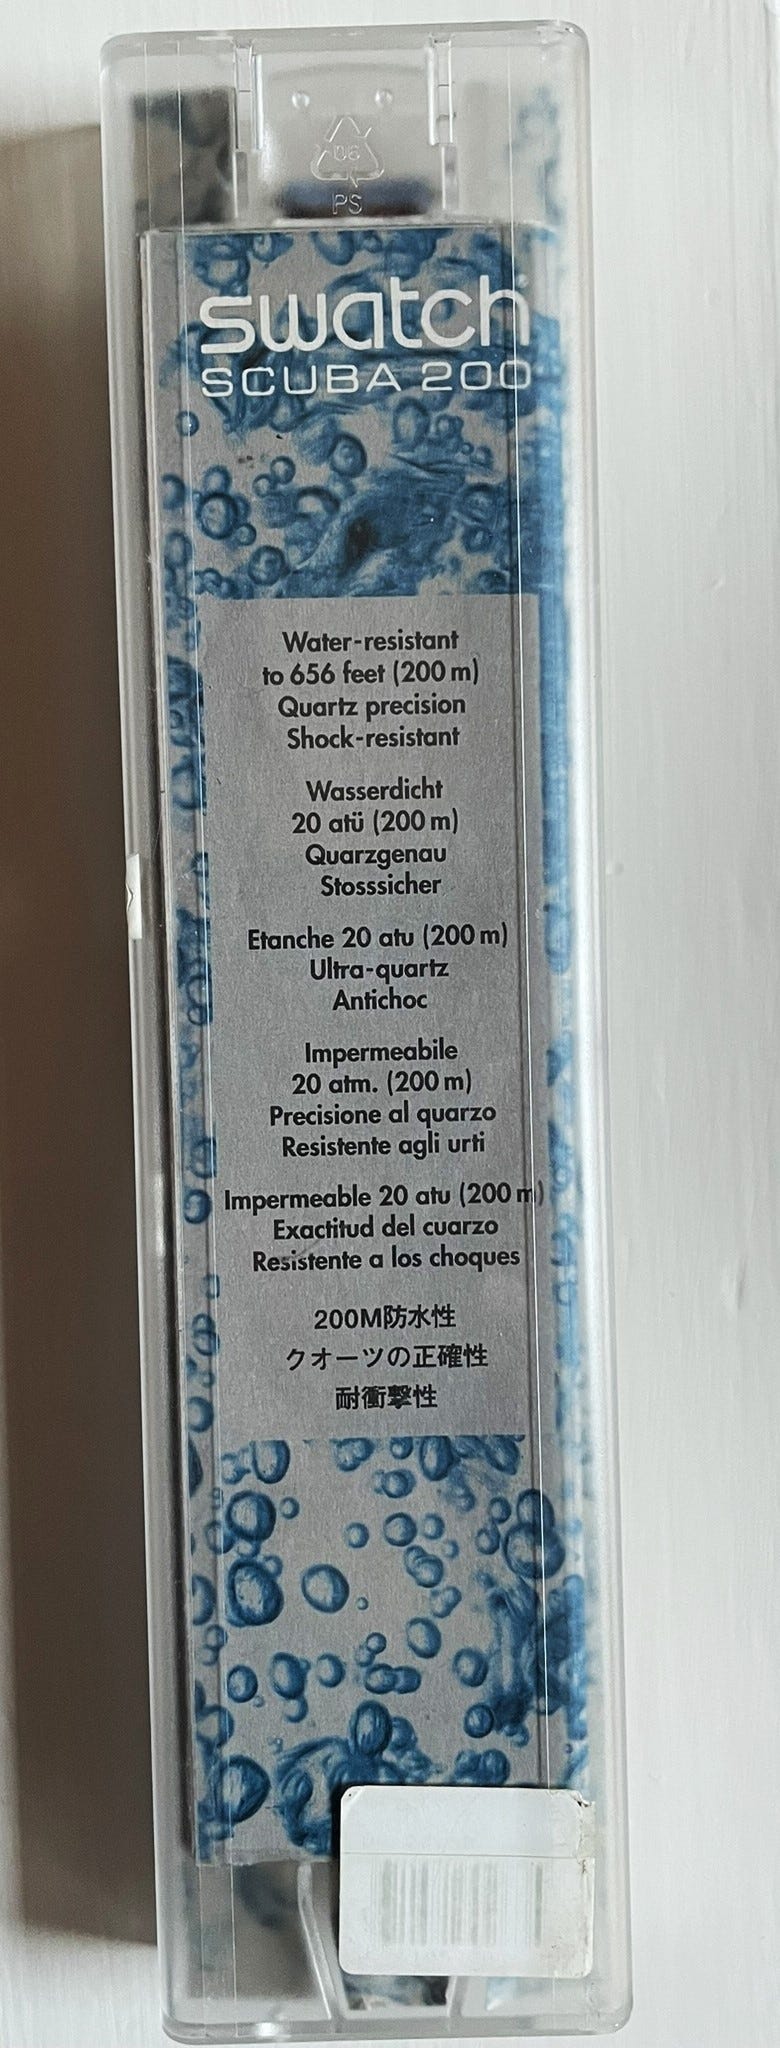 06
PS
swatch
SCUBA 200
Water-resistant
to 656 feet (200 m)
Quartz precision
Shock-resistant
Wasserdicht
20 atü (200 m)
Quarzgenau
Stosssicher
Etanche 20 atu (200 m)
Ultra-quartz
Antichoc
Impermeabile
20 atm. (200 m)
Precisione al quarzo
Resistente agli urti
Impermeable 20 atu (200 m)
Exactitud del cuarzo
Resistente a los choques
200M防水性
クオーツの正確性
耐衝撃性